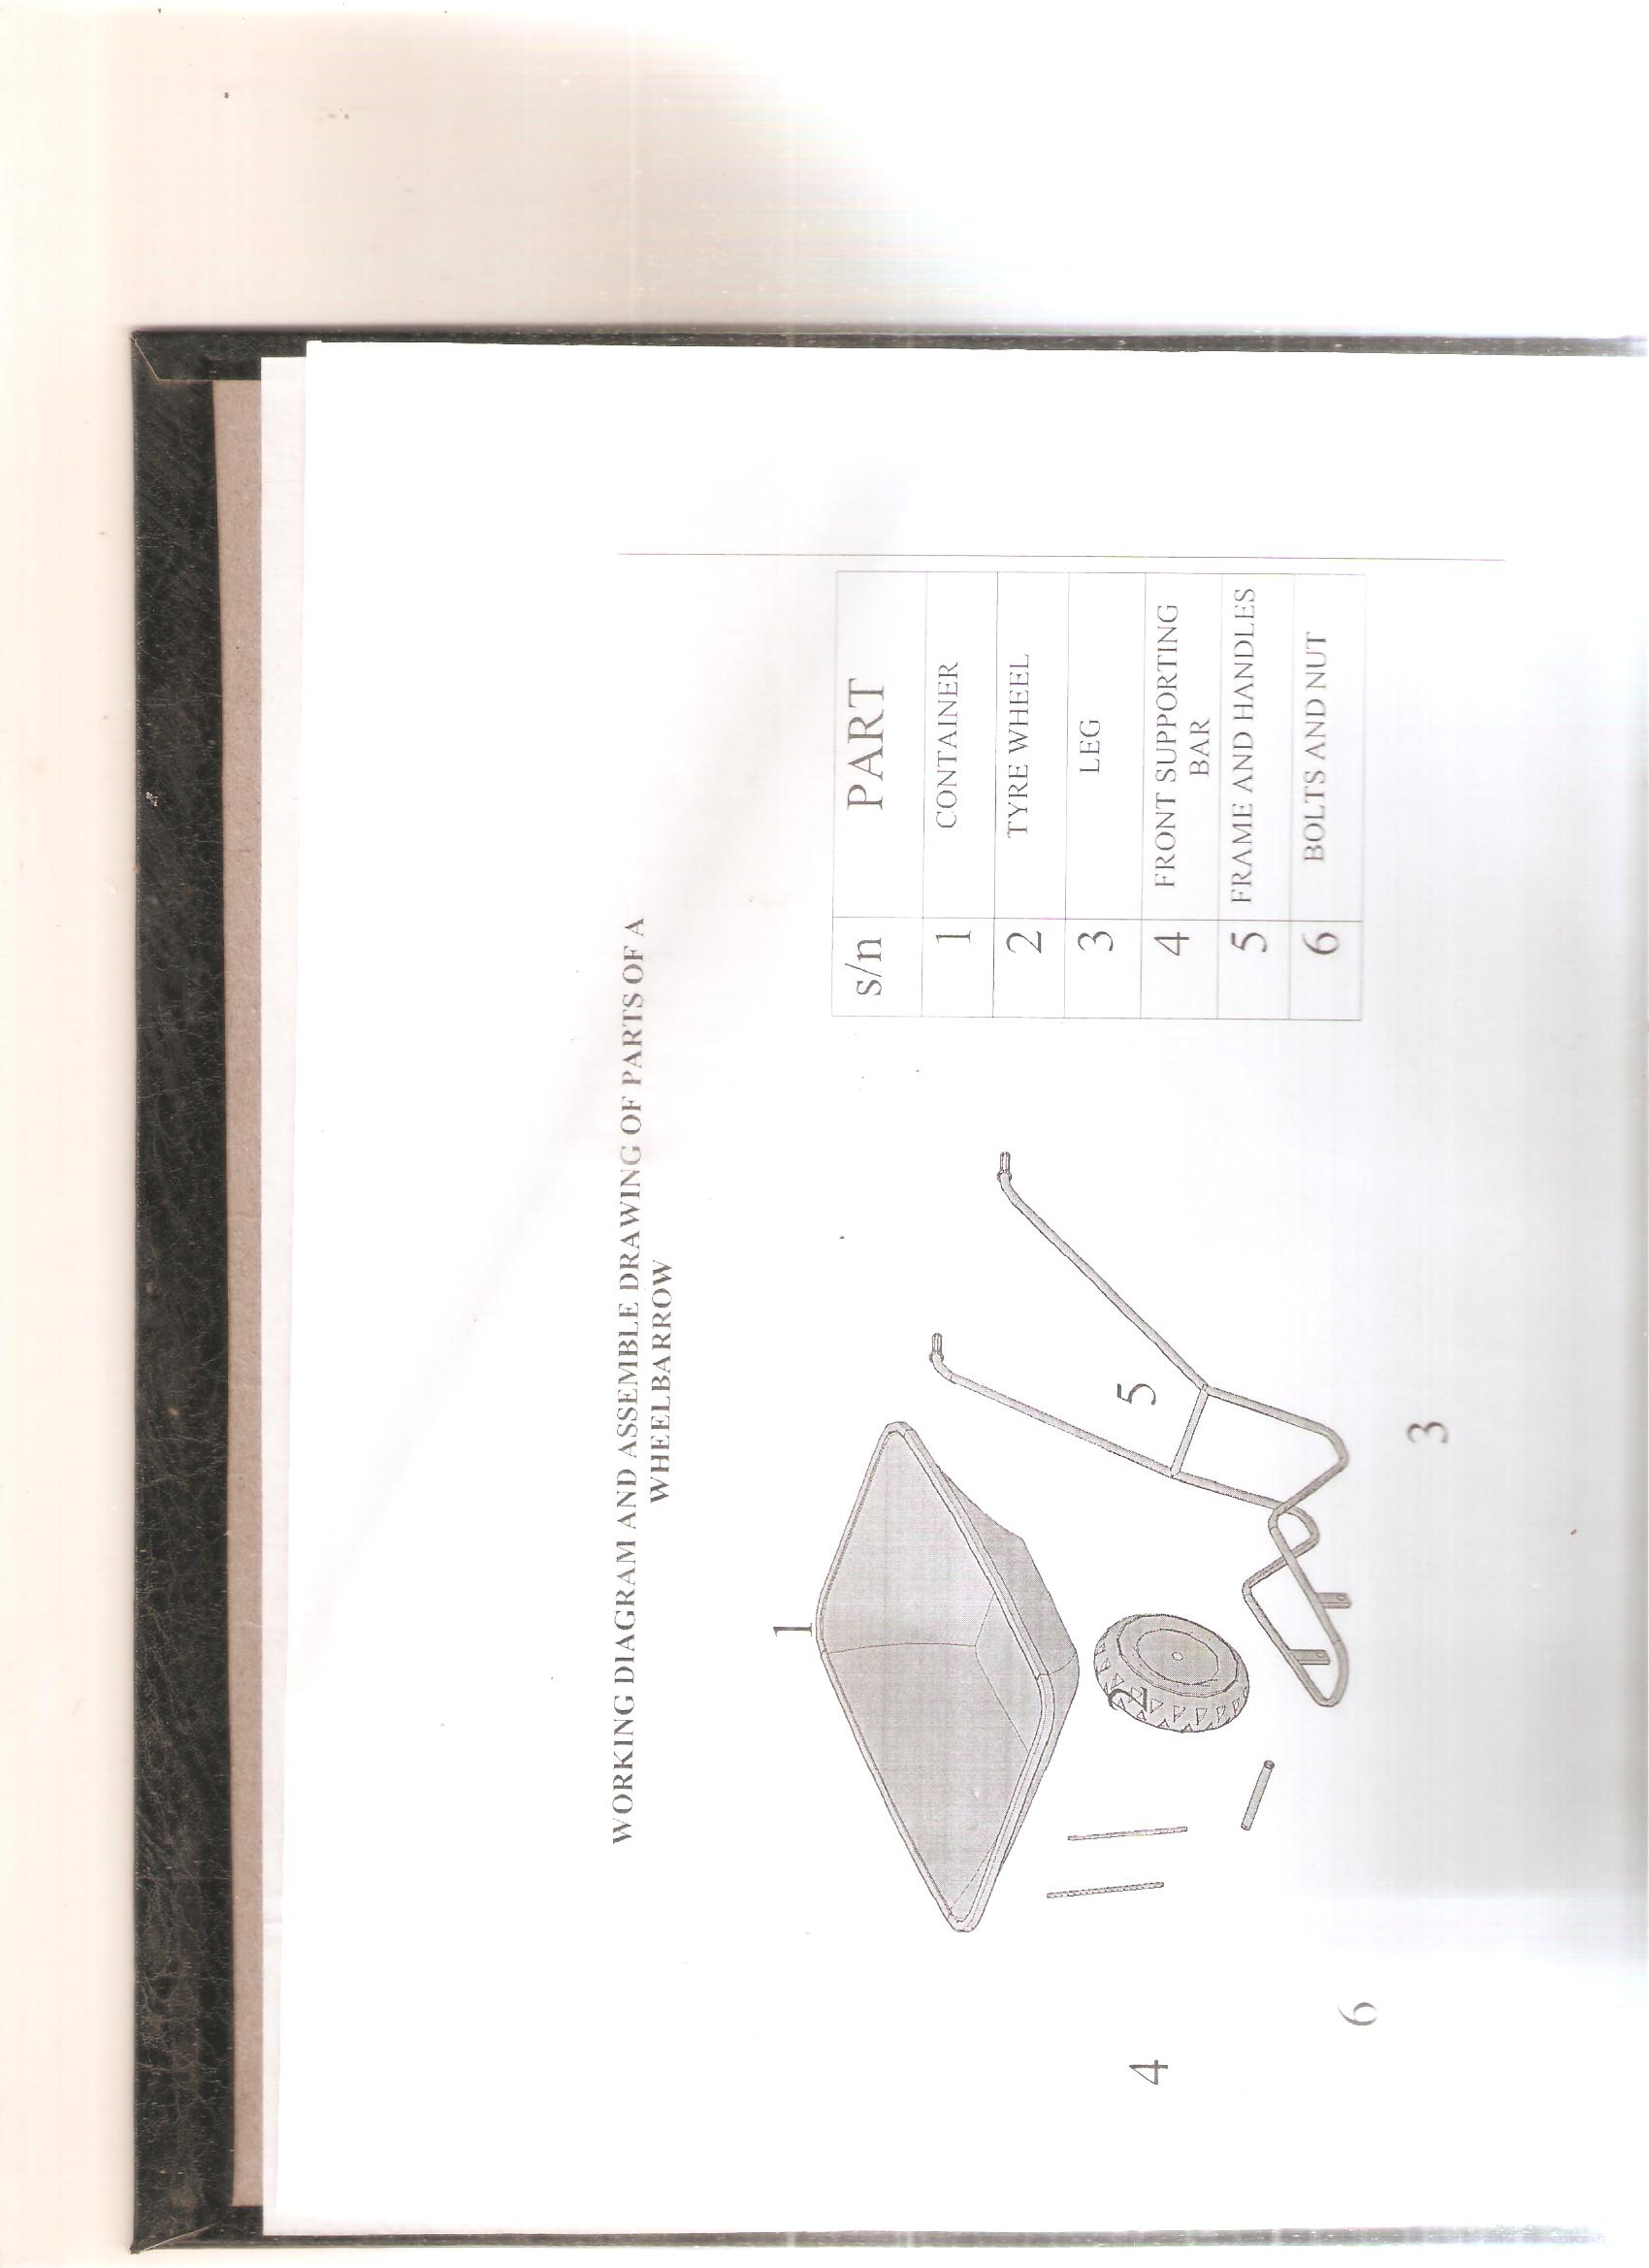 WORKING DIAGRAM AND ASSEMBLE DRAWING OF PARTS OF A
WHEELBARROW
1
2
5
3
4
6
s/n PART
1 CONTAINER
2 TYRE WHEEL
3 LEG
4 FRONT SUPPORTING
BAR
5 FRAME AND HANDLES
6 BOLTS AND NUT